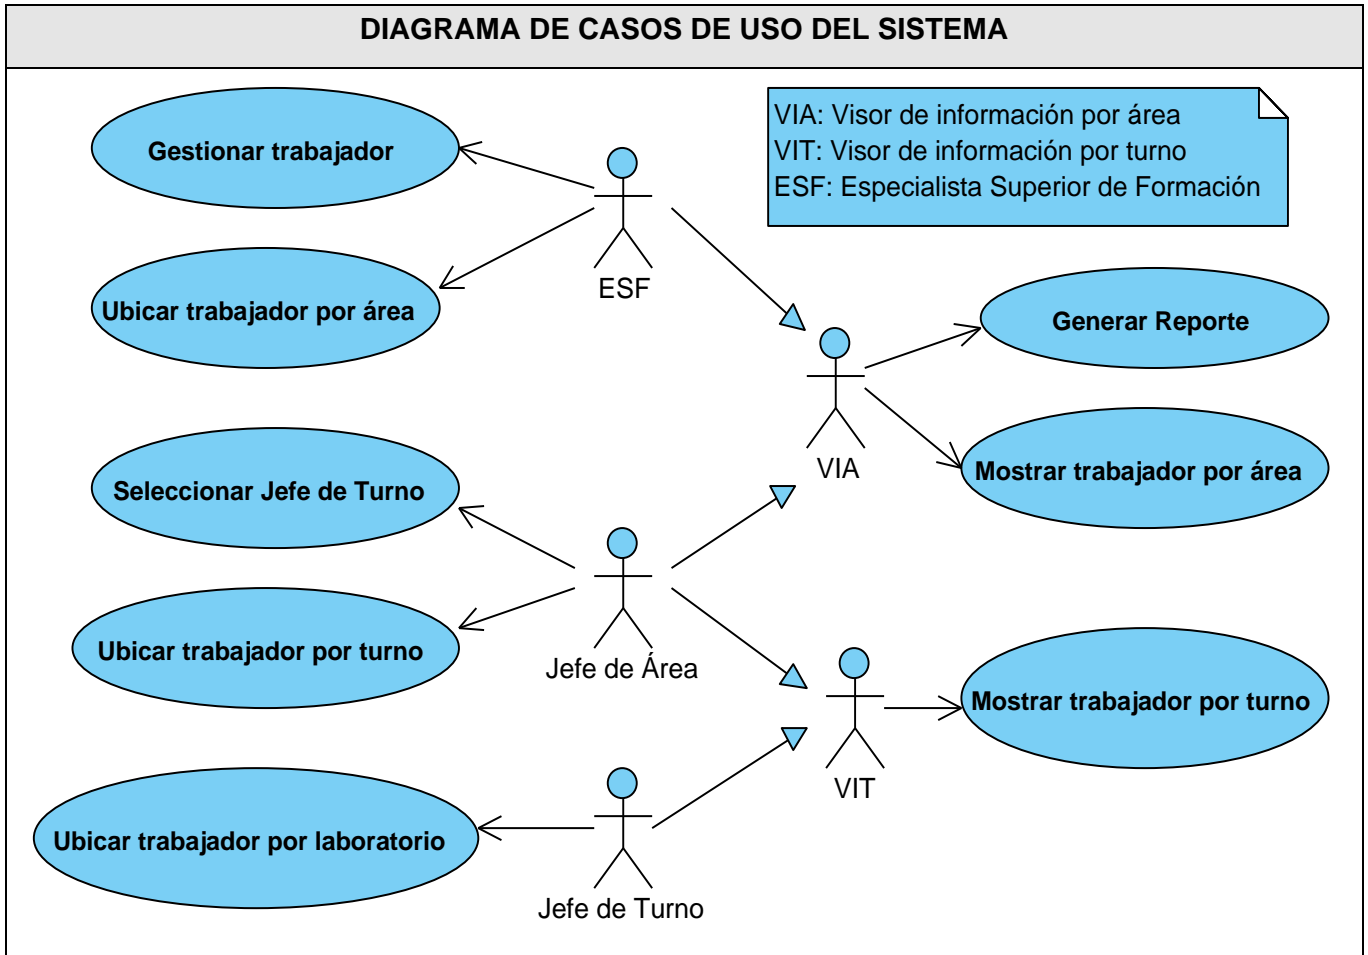 DIAGRAMA DE CASOS DE USO DEL SISTEMA
VIA: Visor de información por área
VIT: Visor de información por turno
ESF: Especialista Superior de Formación
Gestionar trabajador
ESF
Ubicar trabajador por área
Generar Reporte
VIA
Mostrar trabajador por área
Seleccionar Jefe de Turno
Jefe de Área
Ubicar trabajador por turno
Mostrar trabajador por turno
VIT
Ubicar trabajador por laboratorio
Jefe de Turno